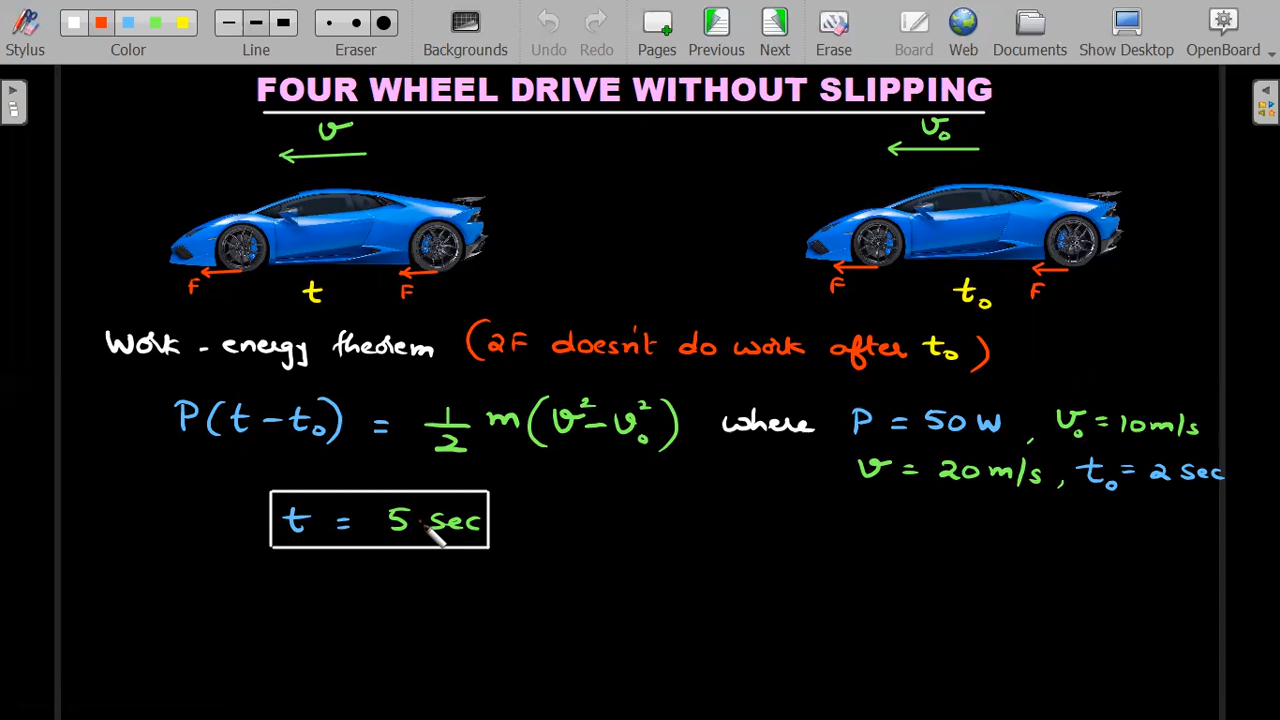 Stylus Color Line Eraser Backgrounds Undo Redo Pages Previous Next Erase Board Web Documents Show Desktop OpenBoard
FOUR WHEEL DRIVE WITHOUT SLIPPING
v v₀
F F F F
t t₀
Work - energy theorem (2F doesn't do work after t₀)
P(t - t₀) = 1/2 m(v² - v₀²) where P = 50 W, v₀ = 10 m/s
v = 20 m/s, t₀ = 2 sec
t = 5 sec